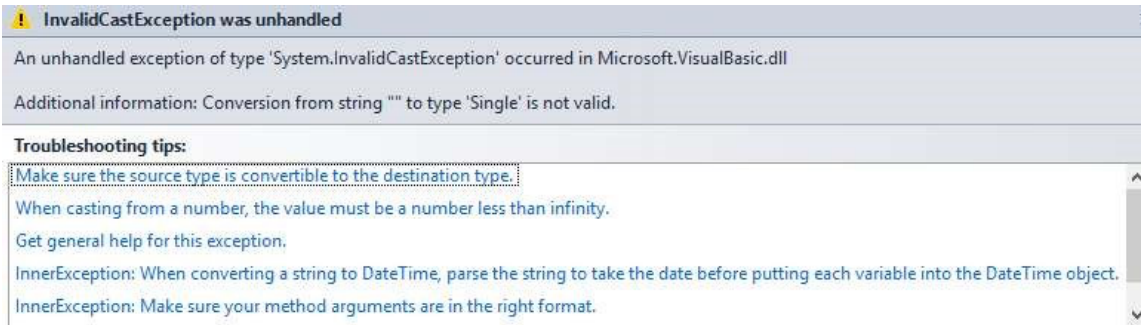 InvalidCastException was unhandled
An unhandled exception of type 'System.InvalidCastException' occurred in Microsoft.VisualBasic.dll
Additional information: Conversion from string "" to type 'Single' is not valid.
Troubleshooting tips:
Make sure the source type is convertible to the destination type.
When casting from a number, the value must be a number less than infinity.
Get general help for this exception.
InnerException: When converting a string to DateTime, parse the string to take the date before putting each variable into the DateTime object.
InnerException: Make sure your method arguments are in the right format.